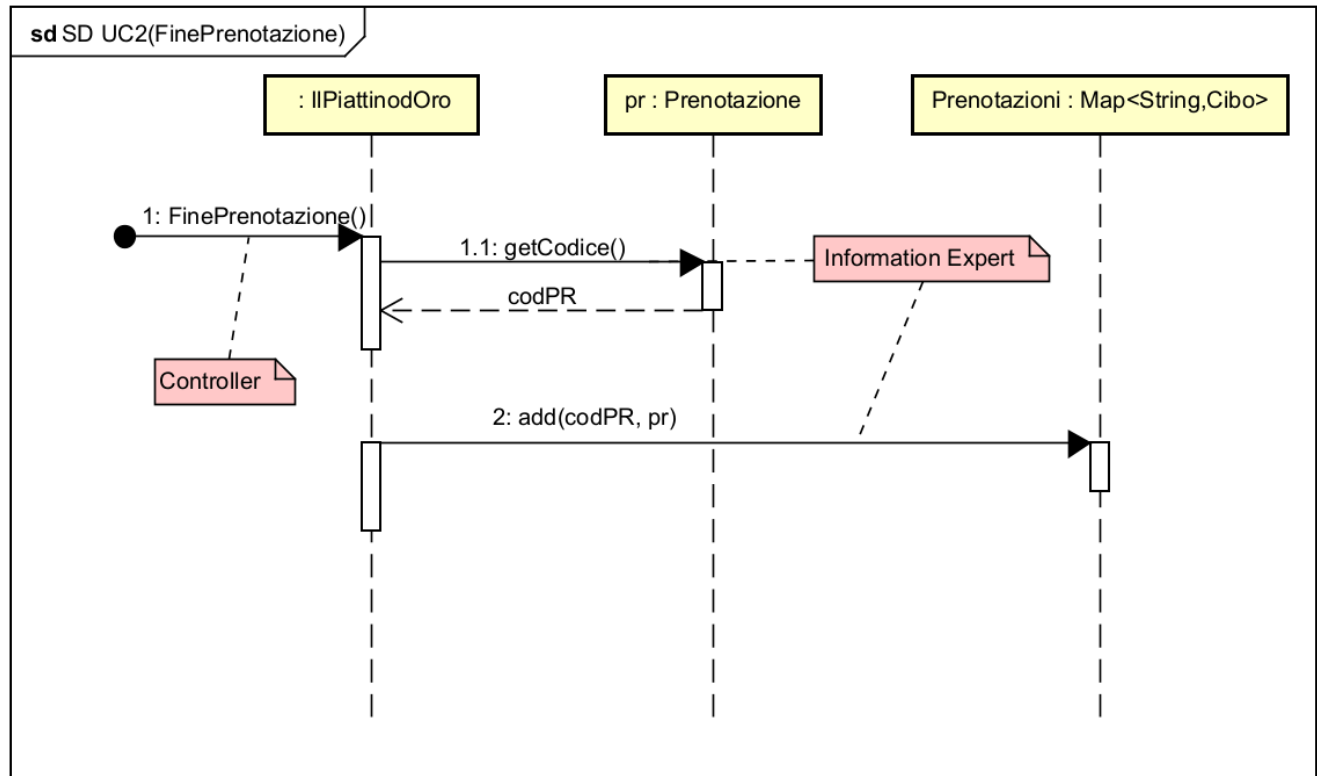 sd SD UC2(FinePrenotazione)
: IlPiattinodOro
pr : Prenotazione
Prenotazioni : Map<String,Cibo>
1: FinePrenotazione()
1.1: getCodice()
Information Expert
codPR
Controller
2: add(codPR, pr)